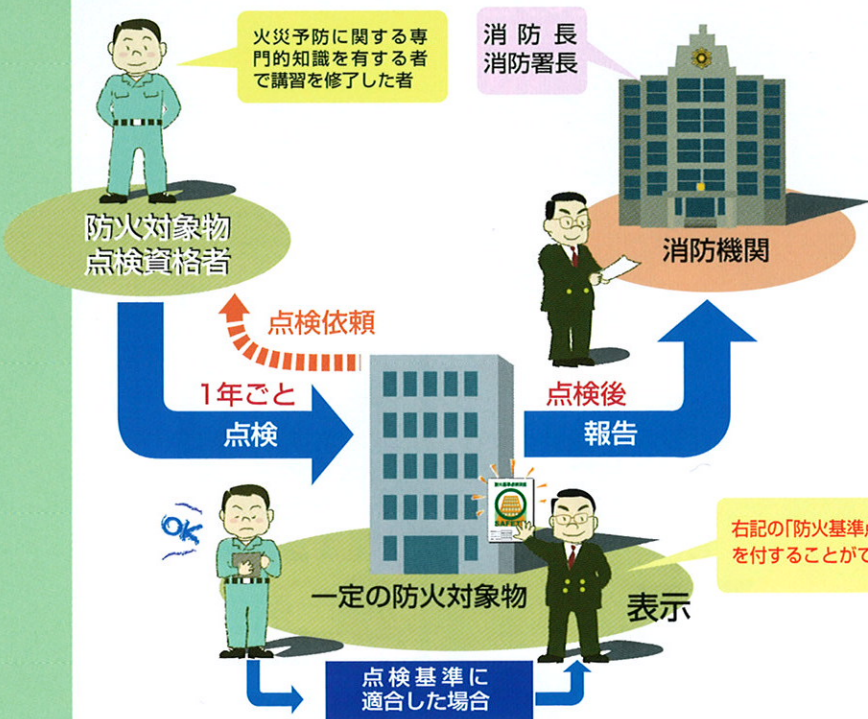 火災予防に関する専
門的知識を有する者
で講習を修了した者
消防長
消防署長
防火対象物
点検資格者
消防機関
点検依頼
1年ごと
点検
点検後
報告
OK
SAFETY
右記の「防火基準点
を付することがで
一定の防火対象物
表示
点検基準に
適合した場合